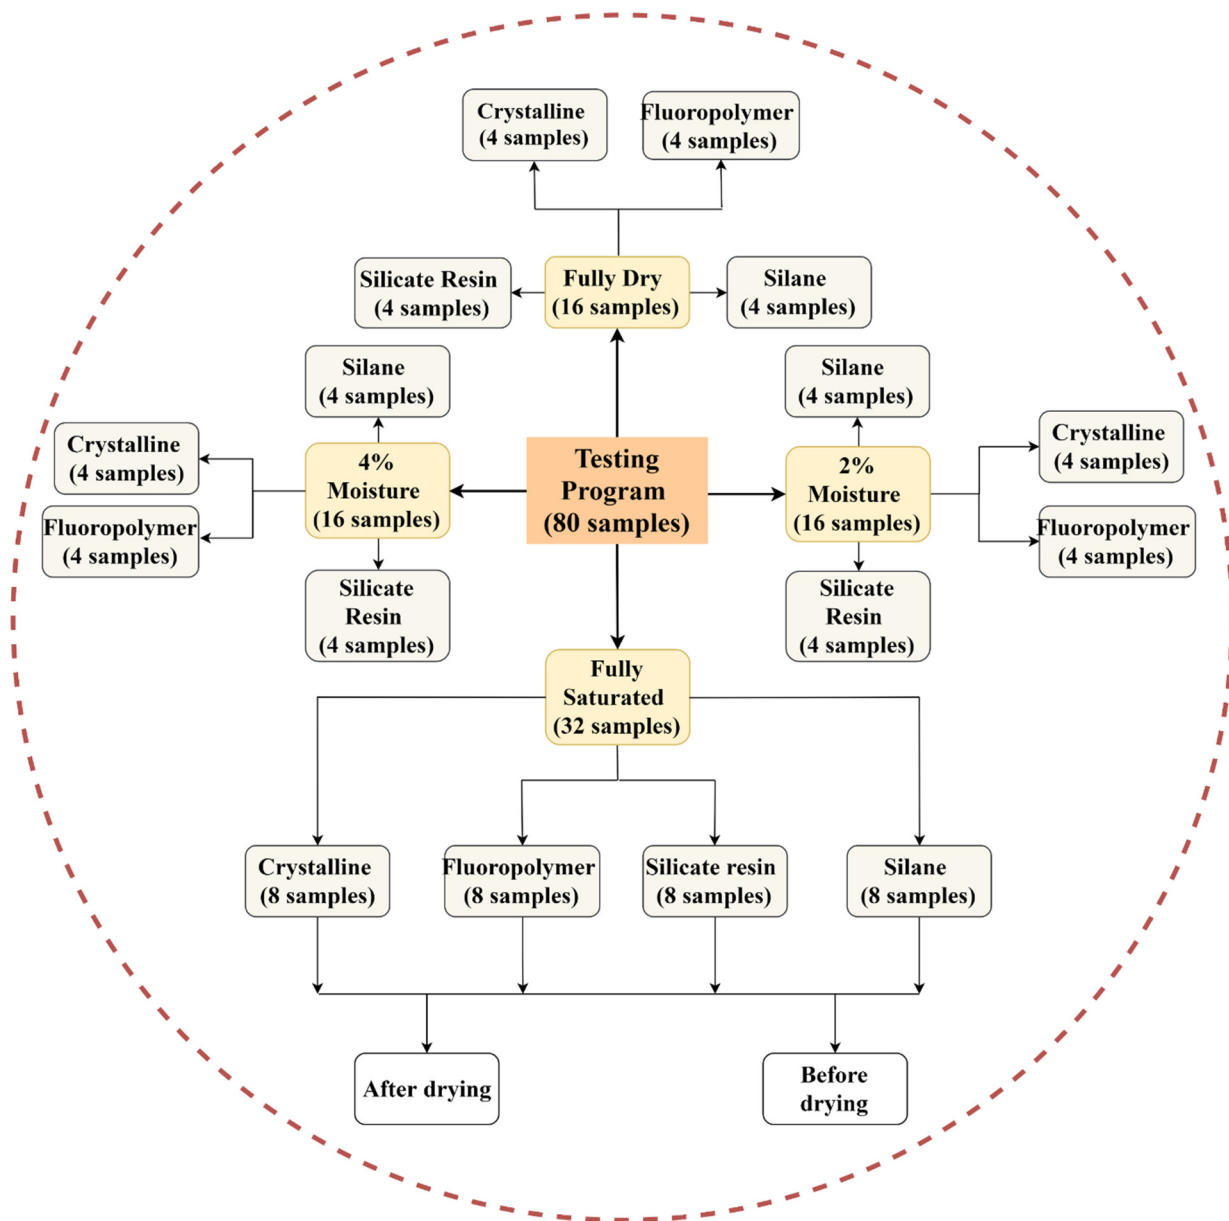 Crystalline
(4 samples)
Fluoropolymer
(4 samples)
Silicate Resin
(4 samples)
Fully Dry
(16 samples)
Silane
(4 samples)
Silane
(4 samples)
Silane
(4 samples)
Crystalline
(4 samples)
4%
Moisture
(16 samples)
Testing
Program
(80 samples)
2%
Moisture
(16 samples)
Crystalline
(4 samples)
Fluoropolymer
(4 samples)
Fluoropolymer
(4 samples)
Silicate
Resin
(4 samples)
Silicate
Resin
(4 samples)
Fully
Saturated
(32 samples)
Crystalline
(8 samples)
Fluoropolymer
(8 samples)
Silicate resin
(8 samples)
Silane
(8 samples)
After drying
Before
drying